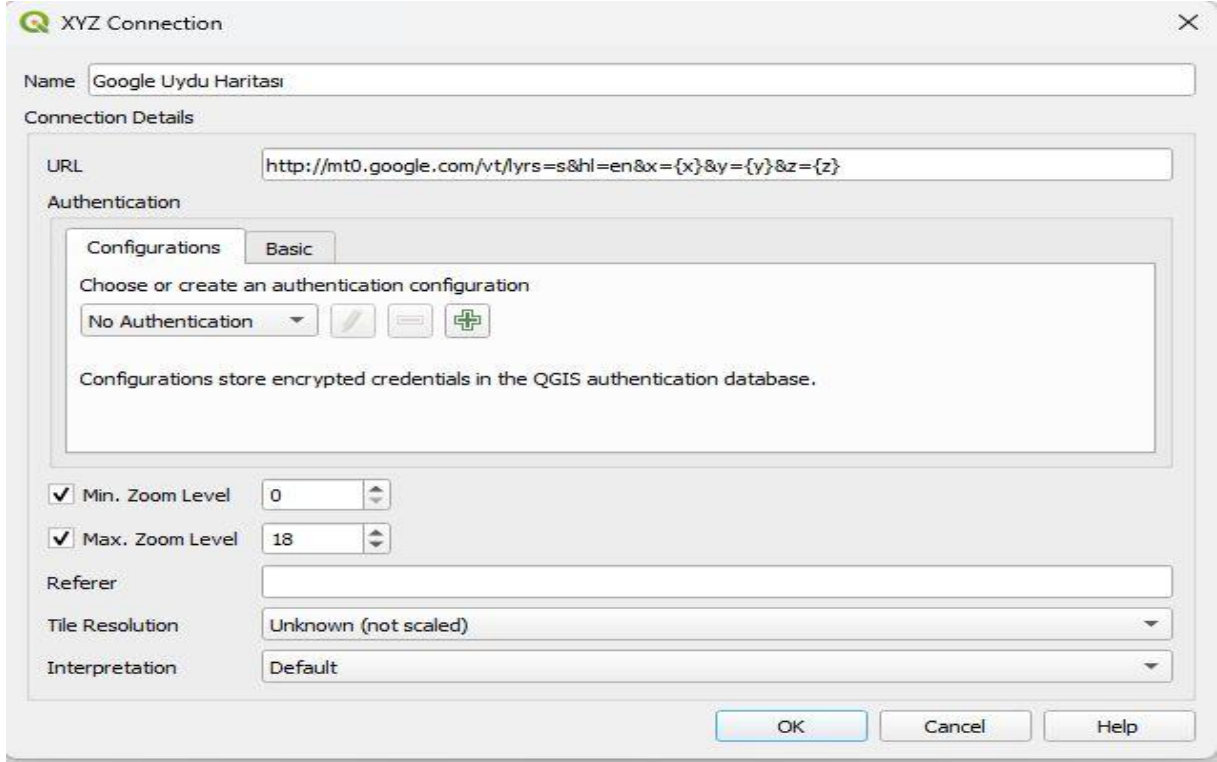 XYZ Connection
Name Google Uydu Haritası
Connection Details
URL http://mt0.google.com/vt/lyrs=s&hl=en&x={x}&y={y}&z={z}
Authentication
Configurations Basic
Choose or create an authentication configuration
No Authentication
Configurations store encrypted credentials in the QGIS authentication database.
Min. Zoom Level 0
Max. Zoom Level 18
Referer
Tile Resolution Unknown (not scaled)
Interpretation Default
OK Cancel Help